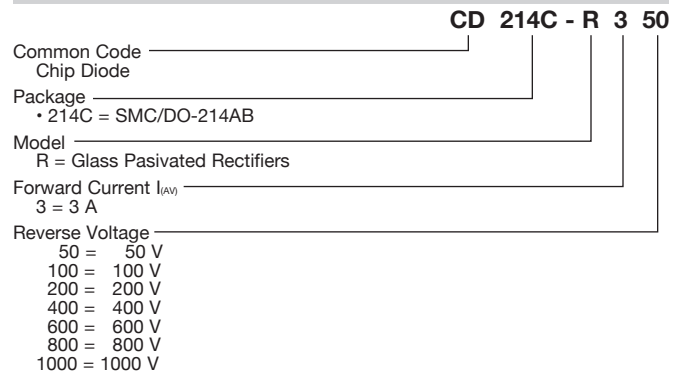 CD 214C - R 3 50
Common Code
Chip Diode
Package
• 214C = SMC/DO-214AB
Model
R = Glass Pasivated Rectifiers
Forward Current I(AV)
3 = 3 A
Reverse Voltage
50 = 50 V
100 = 100 V
200 = 200 V
400 = 400 V
600 = 600 V
800 = 800 V
1000 = 1000 V